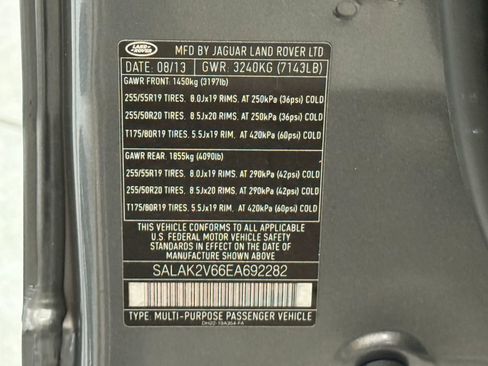 LAND ROVER
MFD BY JAGUAR LAND ROVER LTD
DATE: 08/13 GWR: 3240KG (7143LB)
GAWR FRONT: 1450kg (3197lb)
255/55R19 TIRES. 8.0Jx19 RIMS. AT 250kPa (36psi) COLD
255/50R20 TIRES. 8.5Jx20 RIMS. AT 250kPa (36psi) COLD
T175/80R19 TIRES. 5.5Jx19 RIM. AT 420kPa (60psi) COLD
GAWR REAR: 1855kg (4090lb)
255/55R19 TIRES. 8.0Jx19 RIMS. AT 290kPa (42psi) COLD
255/50R20 TIRES. 8.5Jx20 RIMS. AT 290kPa (42psi) COLD
T175/80R19 TIRES. 5.5Jx19 RIM. AT 420kPa (60psi) COLD
THIS VEHICLE CONFORMS TO ALL APPLICABLE
U.S. FEDERAL MOTOR VEHICLE SAFETY
STANDARDS IN EFFECT ON THE DATE OF
MANUFACTURE SHOWN ABOVE.
SALAK2V66EA692282
TYPE: MULTI-PURPOSE PASSENGER VEHICLE